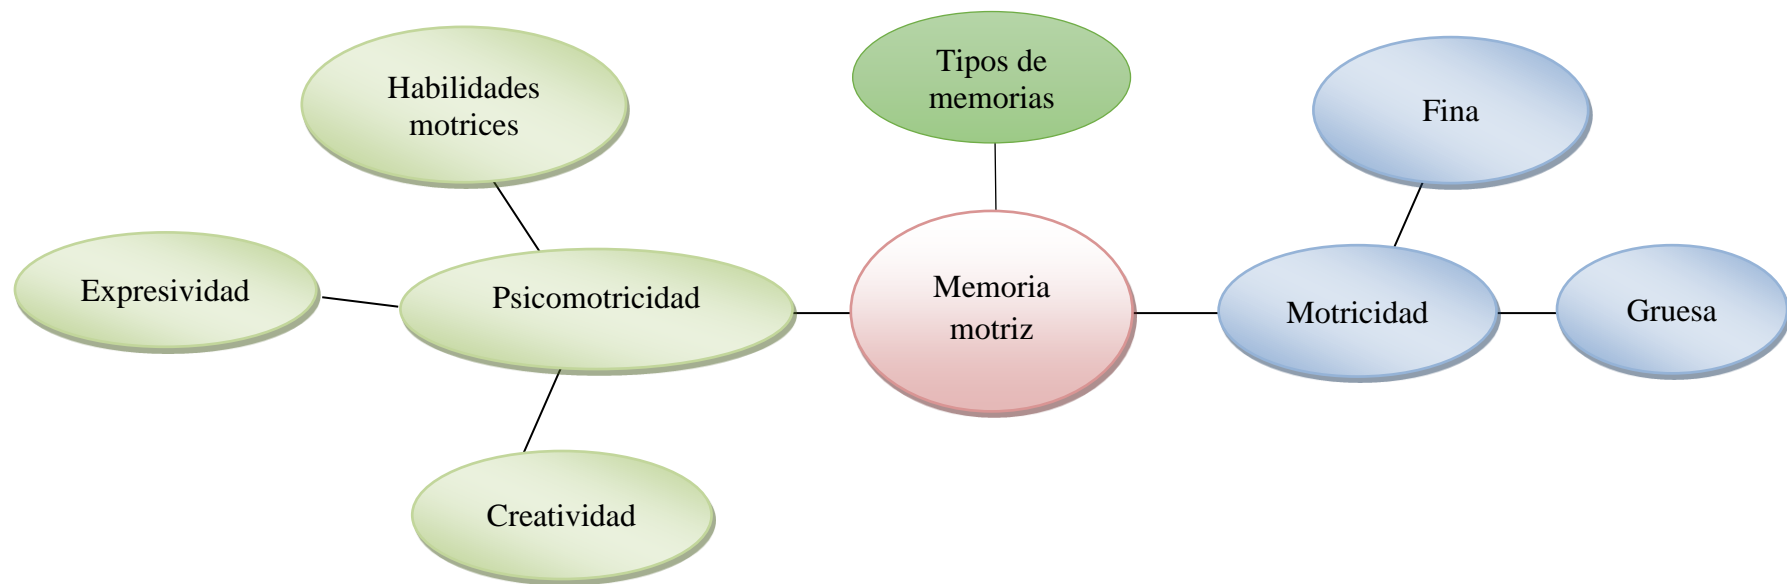 Habilidades
motrices
Tipos de
memorias
Fina
Expresividad
Psicomotricidad
Memoria
motriz
Motricidad
Gruesa
Creatividad